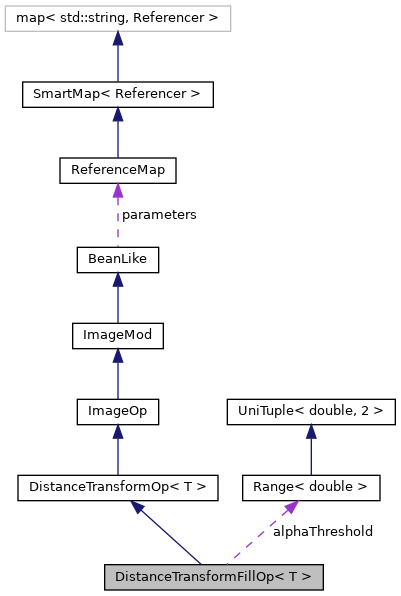 map< std::string, Referencer >
SmartMap< Referencer >
ReferenceMap
parameters
BeanLike
ImageMod
ImageOp
UniTuple< double, 2 >
DistanceTransformOp< T >
Range< double >
alphaThreshold
DistanceTransformFillOp< T >